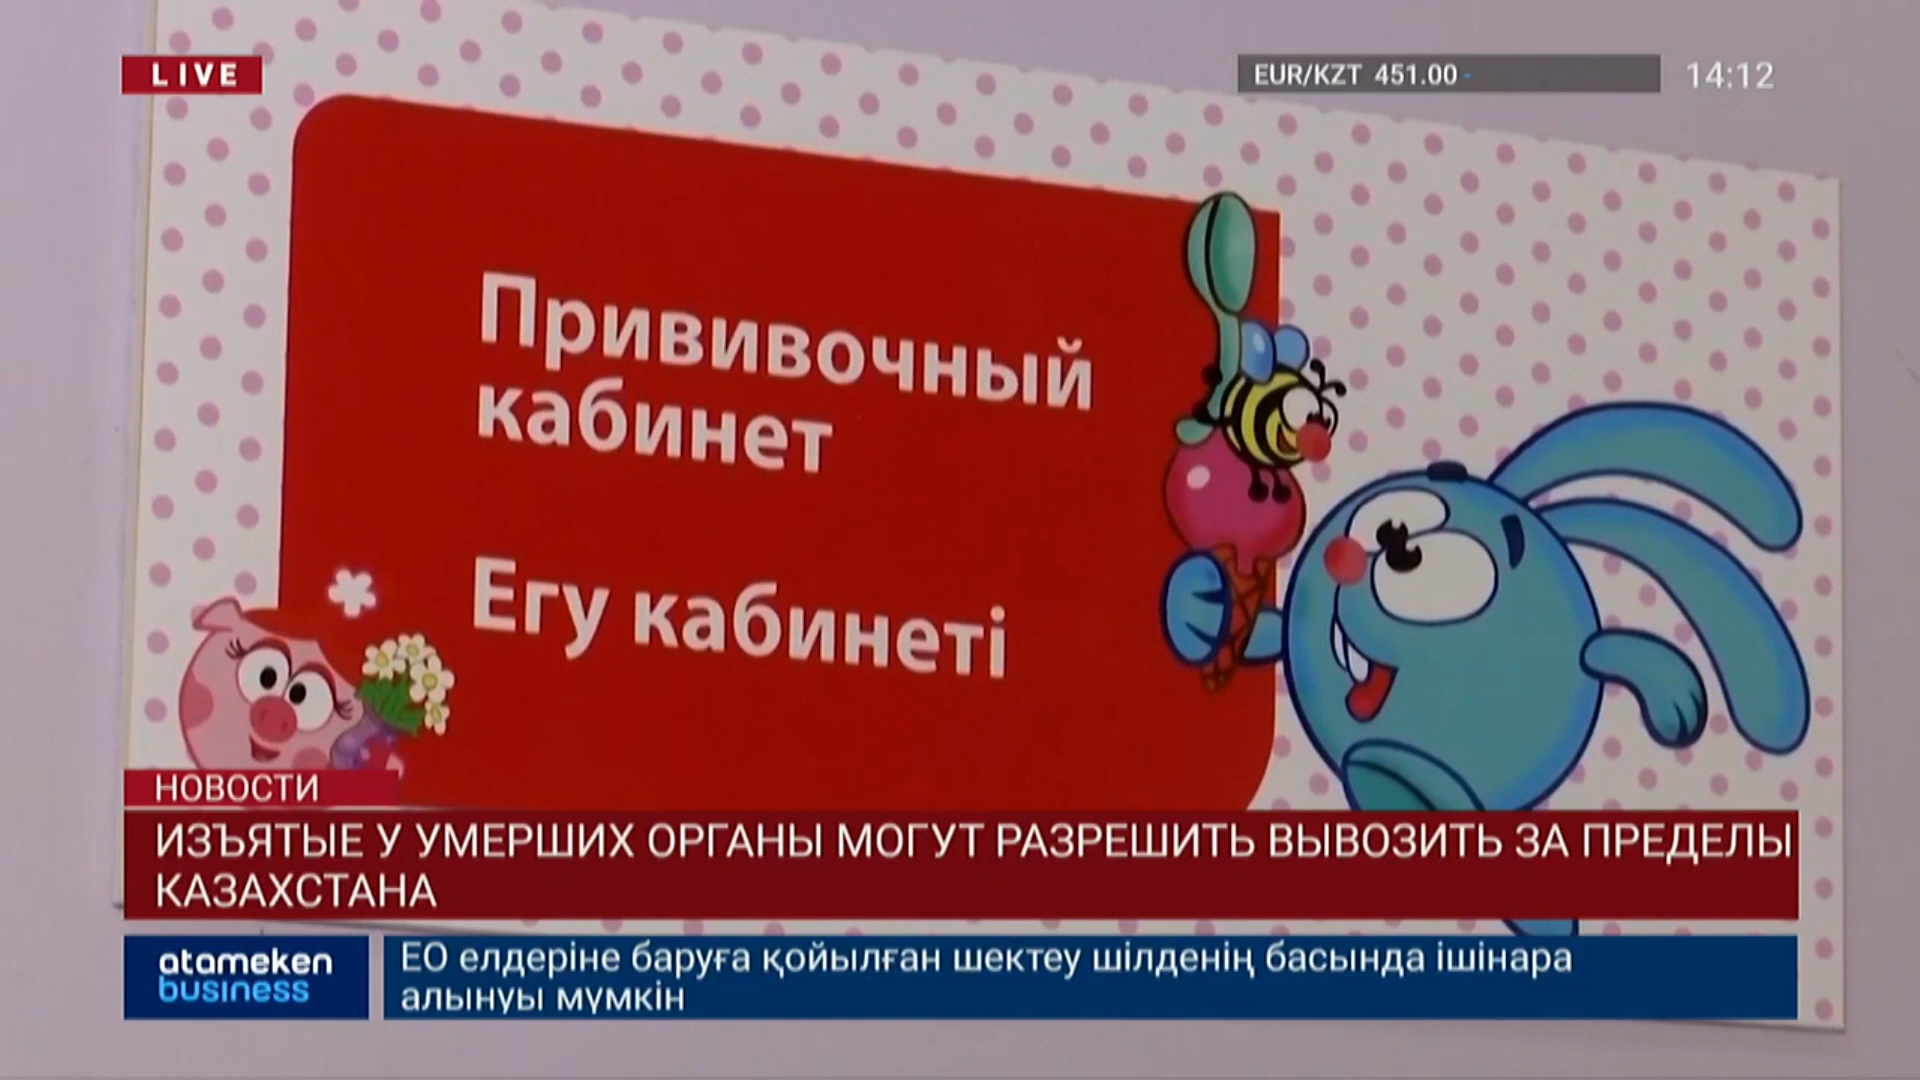 LIVE
EUR/KZT 451.00
14:12
Прививочный
кабинет
Егу кабинеті
НОВОСТИ
ИЗЪЯТЫЕ У УМЕРШИХ ОРГАНЫ МОГУТ РАЗРЕШИТЬ ВЫВОЗИТЬ ЗА ПРЕДЕЛЫ
КАЗАХСТАНА
atameken
business
ЕО елдеріне баруға қойылған шектеу шілденің басында ішінара
алынуы мүмкін